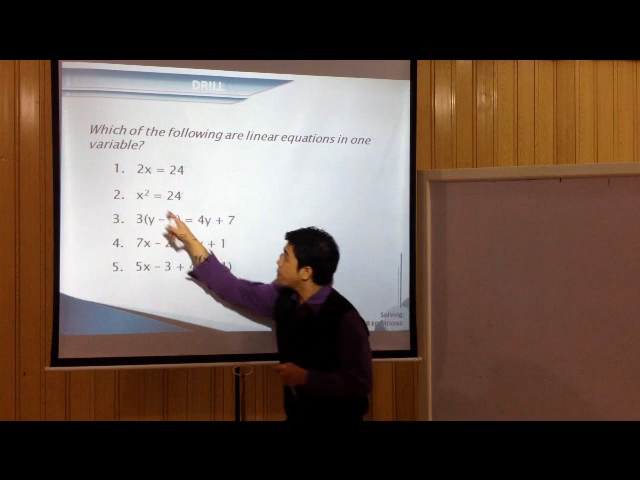 DRILL
Which of the following are linear equations in one
variable?
1. 2x = 24
2. x² = 24
3. 3(y – ) = 4y + 7
4. 7x – 2 = + 1
5. 5x – 3 +
Solving